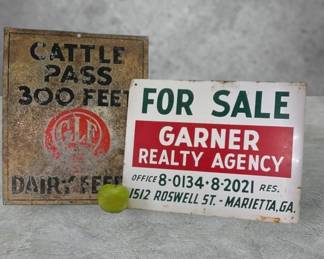 CATTLE
PASS
300 FEET
DAIRY FEED
FOR SALE
GARNER
REALTY AGENCY
OFFICE 8-0134 • 8-2021 RES.
1512 ROSWELL ST. - MARIETTA, GA.